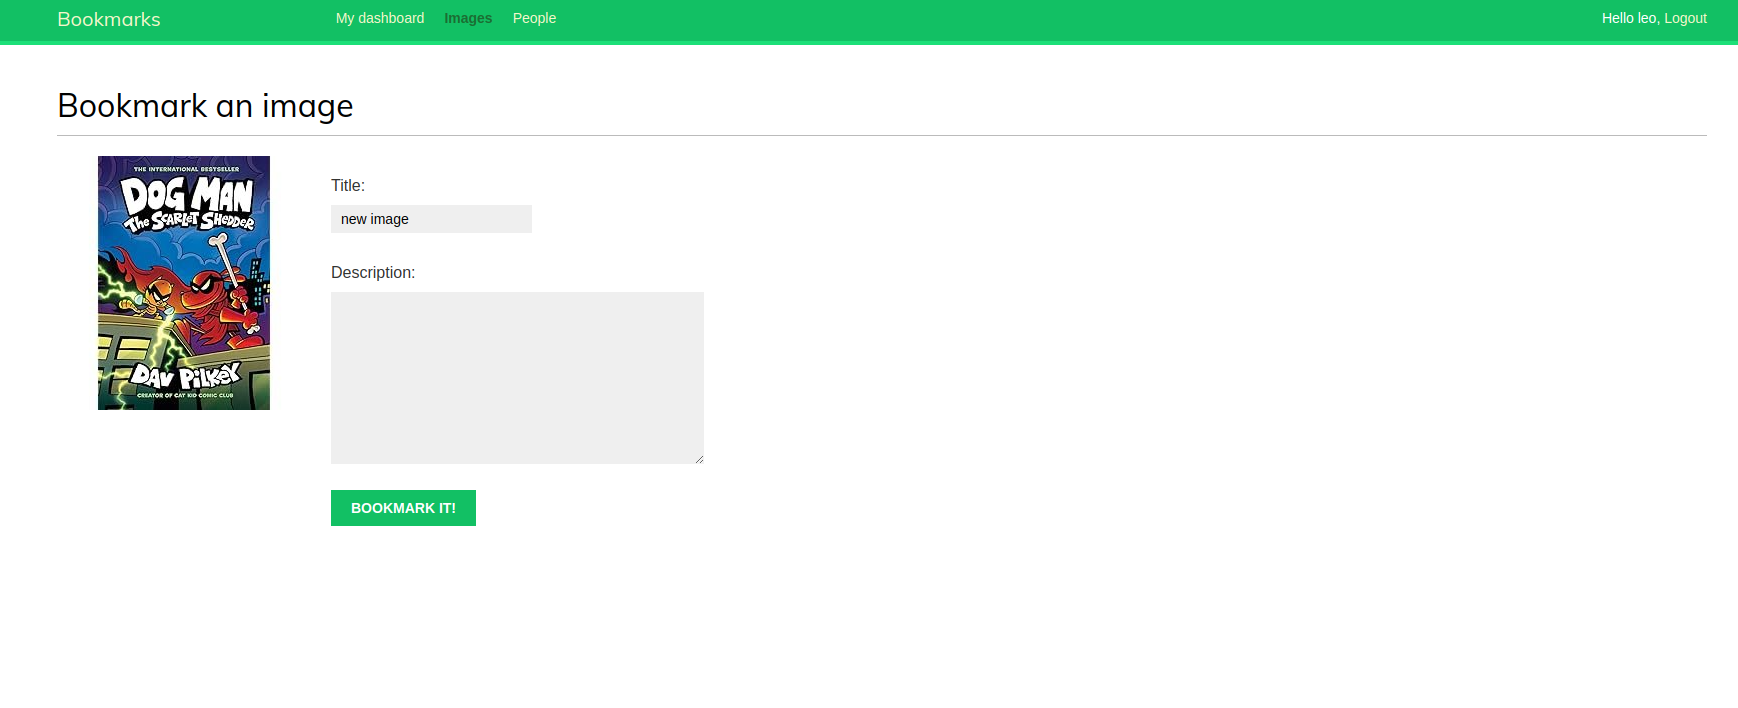 Bookmarks My dashboard Images People Hello leo, Logout
Bookmark an image
THE INTERNATIONAL BESTSELLER
DOG MAN
The SCARLET SHEDDER
DAV PILKEY
CREATOR OF CAT KID COMIC CLUB
Title:
new image
Description:
BOOKMARK IT!